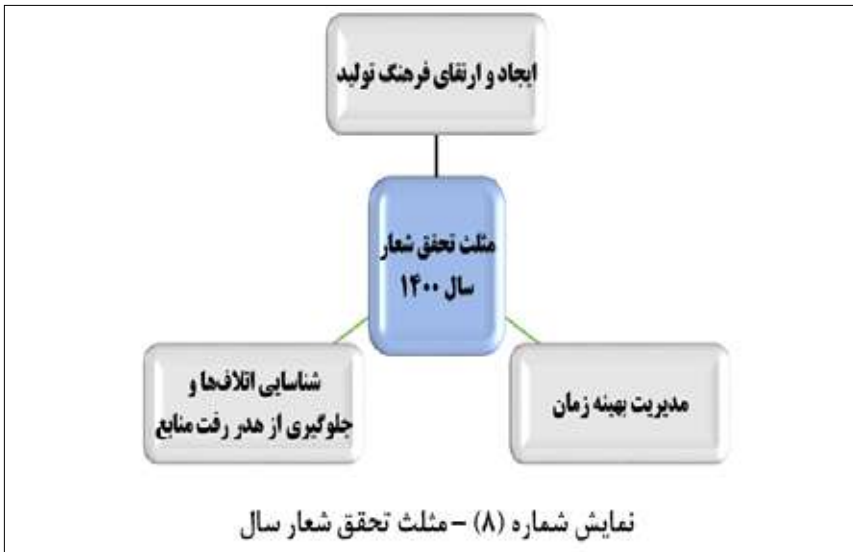 ایجاد و ارتقای فرهنگ تولید
مثلث تحقق شعار
سال ۱۴۰۰
مدیریت بهینه زمان
شناسایی اتلاف‌ها و
جلوگیری از هدر رفت منابع
نمایش شماره (۸) – مثلث تحقق شعار سال